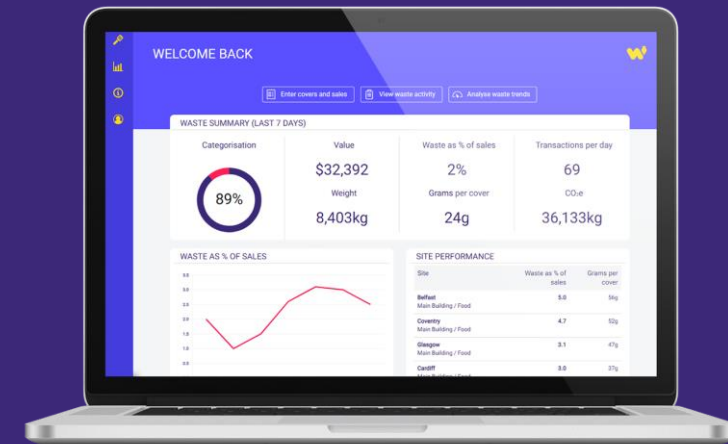 WELCOME BACK
Enter covers and sales
View waste activity
Analyse waste trends
WASTE SUMMARY (LAST 7 DAYS)
Categorisation
89%
Value
$32,392
Weight
8,403kg
Waste as % of sales
2%
Grams per cover
24g
Transactions per day
69
CO₂e
36,133kg
WASTE AS % OF SALES
SITE PERFORMANCE
Site
Waste as % of
sales
Grams per
cover
Belfast 5.0 56g
Main Building / Food
Coventry 4.7 52g
Main Building / Food
Glasgow 3.1 47g
Main Building / Food
Cardiff 3.0 37g
Main Building / Food